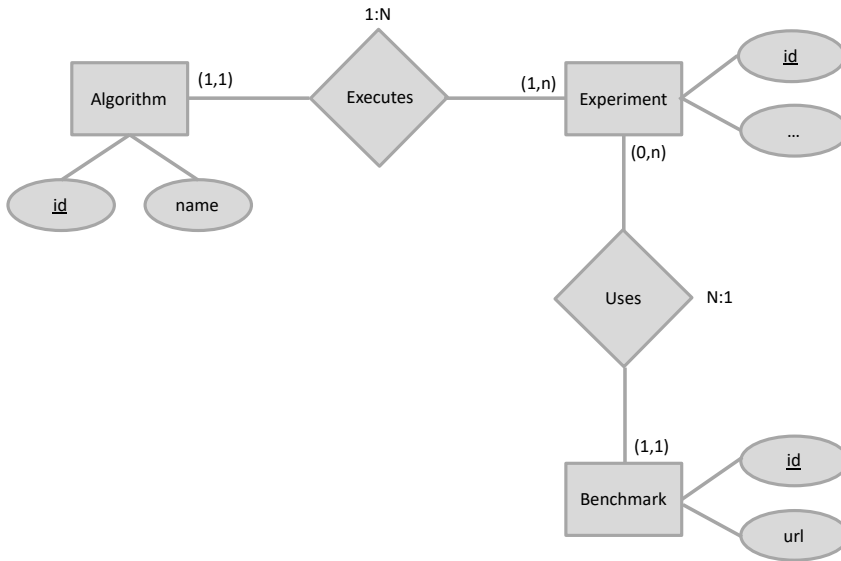 1:N
(1,1)
(1,n)
Algorithm
Executes
Experiment
id
...
(0,n)
id
name
Uses
N:1
(1,1)
Benchmark
id
url